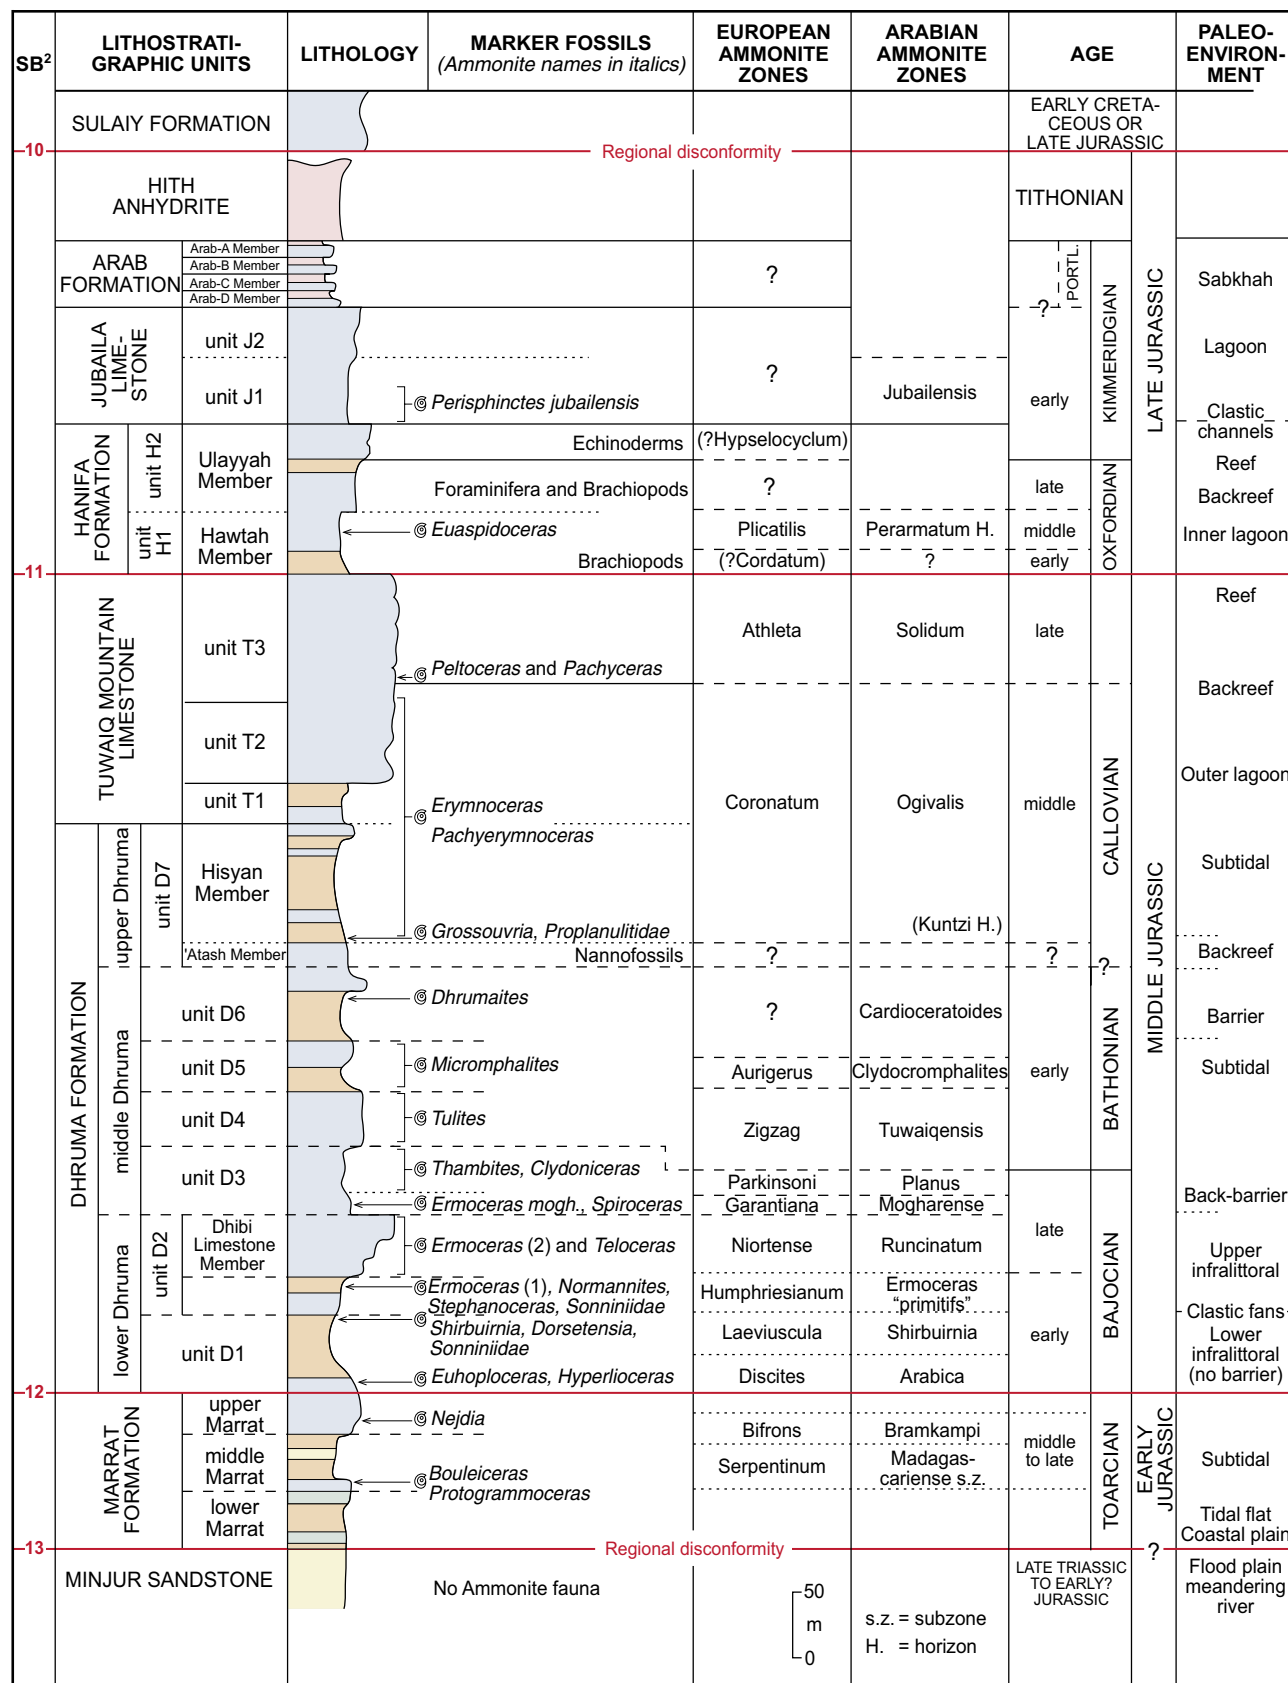 SB2
LITHOSTRATI-
GRAPHIC UNITS
LITHOLOGY
MARKER FOSSILS
(Ammonite names in italics)
EUROPEAN
AMMONITE
ZONES
ARABIAN
AMMONITE
ZONES
AGE
PALEO-
ENVIRON-
MENT
SULAIY FORMATION
EARLY CRETA-
CEOUS OR
LATE JURASSIC
10
Regional disconformity
HITH
ANHYDRITE
TITHONIAN
ARAB
FORMATION
Arab-A Member
Arab-B Member
Arab-C Member
Arab-D Member
?
PORTL.
?
Sabkhah
JUBAILA
LIME-
STONE
unit J2
unit J1
Perisphinctes jubailensis
?
Jubailensis
early
KIMMERIDGIAN
LATE JURASSIC
Lagoon
Clastic
channels
HANIFA
FORMATION
unit H2
Ulayyah
Member
Echinoderms
(?Hypselocyclum)
Foraminifera and Brachiopods
?
late
OXFORDIAN
Reef
Backreef
unit
H1
Hawtah
Member
Euaspidoceras
Plicatilis
Perarmatum H.
middle
Inner lagoon
Brachiopods
(?Cordatum)
?
early
11
TUWAIQ MOUNTAIN
LIMESTONE
unit T3
Athleta
Solidum
late
Reef
Peltoceras and Pachyceras
Backreef
unit T2
unit T1
Erymnoceras
Pachyerymnoceras
Coronatum
Ogivalis
middle
CALLOVIAN
MIDDLE JURASSIC
Outer lagoon
DHRUMA FORMATION
upper Dhruma
unit D7
Hisyan
Member
Subtidal
Grossouvria, Proplanulitidae
(Kuntzi H.)
'Atash Member
Nannofossils
?
?
?
Backreef
middle Dhruma
unit D6
Dhrumaites
?
Cardioceratoides
Barrier
unit D5
Micromphalites
Aurigerus
Clydocromphalites
early
BATHONIAN
Subtidal
unit D4
Tulites
Zigzag
Tuwaiqensis
unit D3
Thambites, Clydoniceras
Parkinsoni
Planus
Ermoceras mogh., Spiroceras
Garantiana
Mogharense
Back-barrier
lower Dhruma
unit D2
Dhibi
Limestone
Member
Ermoceras (2) and Teloceras
Niortense
Runcinatum
late
BAJOCIAN
Upper
infralittoral
Ermoceras (1), Normannites,
Stephanoceras, Sonniniidae
Humphriesianum
Ermoceras
“primitifs”
Clastic fans
unit D1
Shirbuirnia, Dorsetensia,
Sonniniidae
Laeviuscula
Shirbuirnia
early
Lower
infralittoral
(no barrier)
Euhoploceras, Hyperlioceras
Discites
Arabica
12
MARRAT
FORMATION
upper
Marrat
Nejdia
Bifrons
Bramkampi
middle
to late
TOARCIAN
EARLY
JURASSIC
middle
Marrat
Bouleiceras
Protogrammoceras
Serpentinum
Madagas-
cariense s.z.
Subtidal
lower
Marrat
Tidal flat
Coastal plain
13
Regional disconformity
?
MINJUR SANDSTONE
No Ammonite fauna
50
m
0
s.z. = subzone
H. = horizon
LATE TRIASSIC
TO EARLY?
JURASSIC
Flood plain
meandering
river